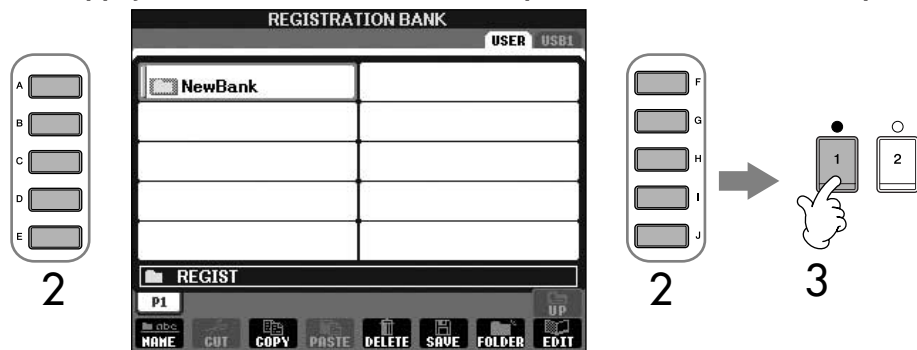 REGISTRATION BANK
USER USB1
NewBank
A
B
C
D
E
F
G
H
I
J
1 2
2
2
3
REGIST
P1
UP
abc
NAME CUT COPY PASTE DELETE SAVE FOLDER EDIT